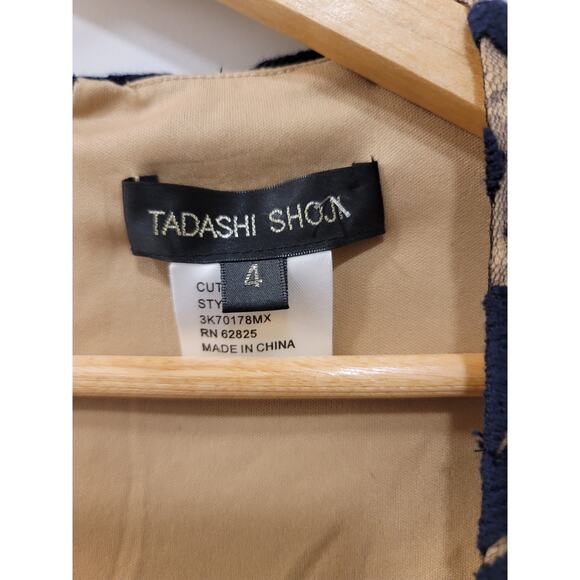 TADASHI SHOJI
4
CUT
STY
3K70178MX
RN 62825
MADE IN CHINA